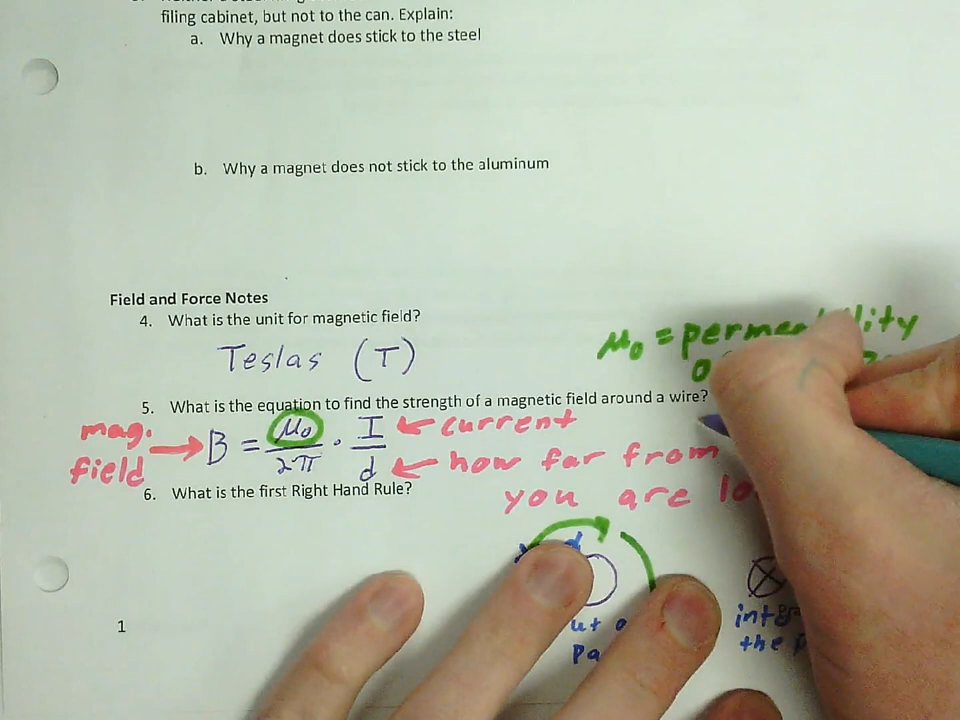 filing cabinet, but not to the can. Explain:
a. Why a magnet does stick to the steel
b. Why a magnet does not stick to the aluminum
Field and Force Notes
4. What is the unit for magnetic field?
Teslas (T)
μ₀ =
5. What is the equation to find the strength of a magnetic field around a wire?
mag. field → B = μ₀/2π · I/d
← current
← how far from
you are
6. What is the first Right Hand Rule?
d
the
1